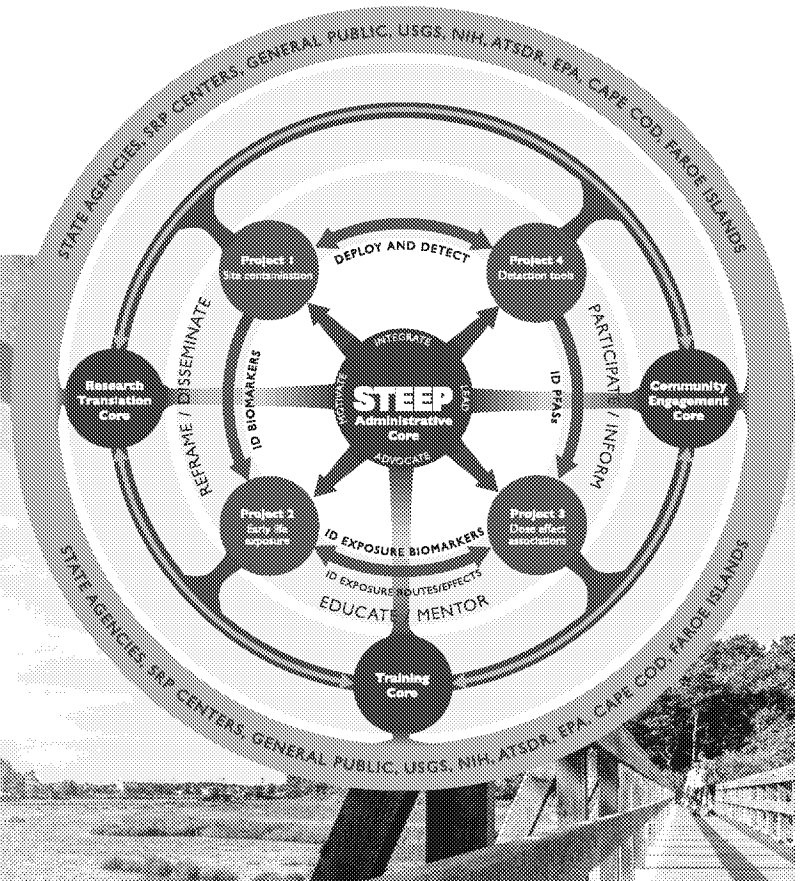 STATE AGENCIES, SRP CENTERS, GENERAL PUBLIC, USGS, NIH, ATSDR, EPA, CAPE COD, FAROE ISLANDS
Project 1
Site contamination
DEPLOY AND DETECT
Project 4
Detection tools
REFRAME / DISSEMINATE
ID BIOMARKERS
INTEGRATE
MOTIVATE
STEEP
LEAD
Administrative
Core
ADVOCATE
ID PFASs
PARTICIPATE / INFORM
Research
Translation
Core
Community
Engagement
Core
Project 2
Early life
exposure
ID EXPOSURE BIOMARKERS
ID EXPOSURE ROUTES/EFFECTS
Project 3
Dose effect
associations
EDUCATE
MENTOR
Training
Core
STATE AGENCIES, SRP CENTERS, GENERAL PUBLIC, USGS, NIH, ATSDR, EPA, CAPE COD, FAROE ISLANDS